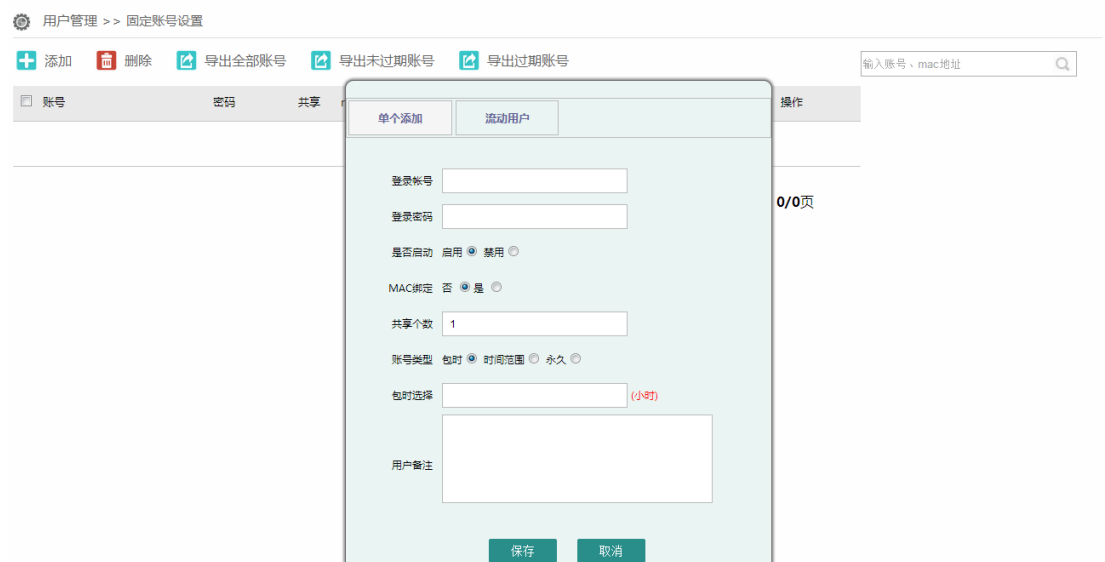 用户管理 >> 固定账号设置
添加 删除 导出全部账号 导出未过期账号 导出过期账号
输入账号、mac地址
账号 密码 共享 操作
单个添加 流动用户
登录帐号
登录密码
0/0页
是否启动 启用 禁用
MAC绑定 否 是
共享个数 1
账号类型 包时 时间范围 永久
包时选择 (小时)
用户备注
保存 取消